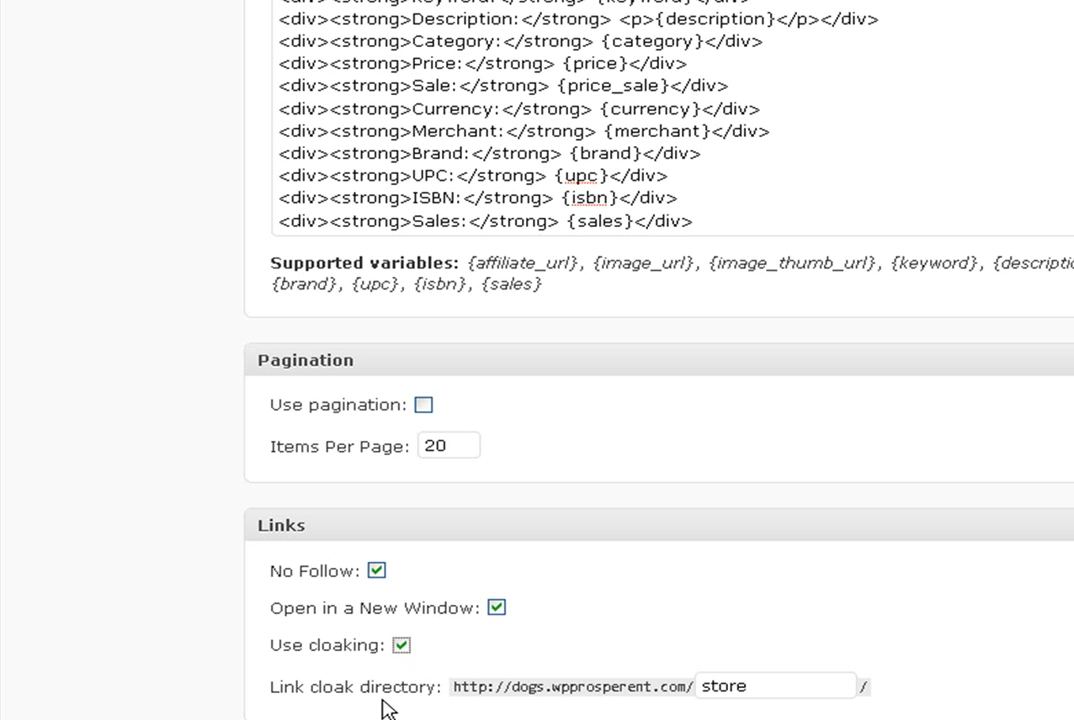 <div><strong>Description:</strong> <p>{description}</p></div>
<div><strong>Category:</strong> {category}</div>
<div><strong>Price:</strong> {price}</div>
<div><strong>Sale:</strong> {price_sale}</div>
<div><strong>Currency:</strong> {currency}</div>
<div><strong>Merchant:</strong> {merchant}</div>
<div><strong>Brand:</strong> {brand}</div>
<div><strong>UPC:</strong> {upc}</div>
<div><strong>ISBN:</strong> {isbn}</div>
<div><strong>Sales:</strong> {sales}</div>
Supported variables: {affiliate_url}, {image_url}, {image_thumb_url}, {keyword},
{brand}, {upc}, {isbn}, {sales}
Pagination
Use pagination:
Items Per Page: 20
Links
No Follow:
Open in a New Window:
Use cloaking:
Link cloak directory: http://dogs.wpprosperent.com/ store /